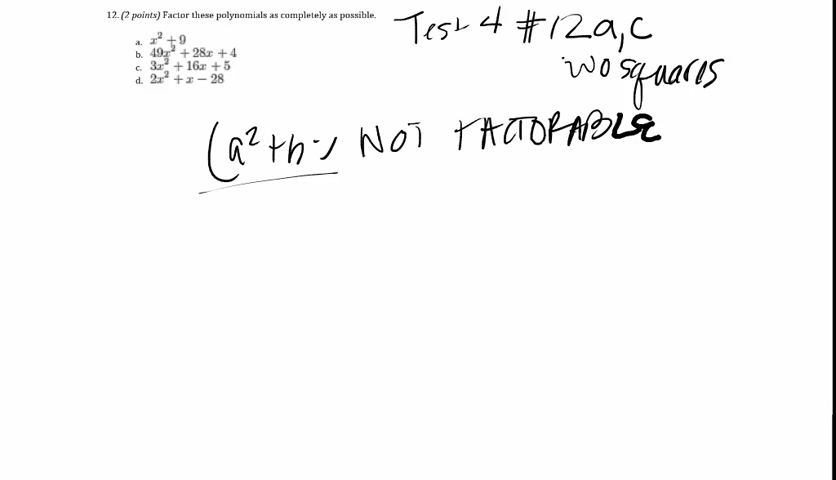 12. (2 points) Factor these polynomials as completely as possible.
a. x² + 9
b. 49x² + 28x + 4
c. 3x² + 16x + 5
d. 2x² + x − 28
Test 4 #12a,c
two squares
(a² + b²) NOT FACTORABLE